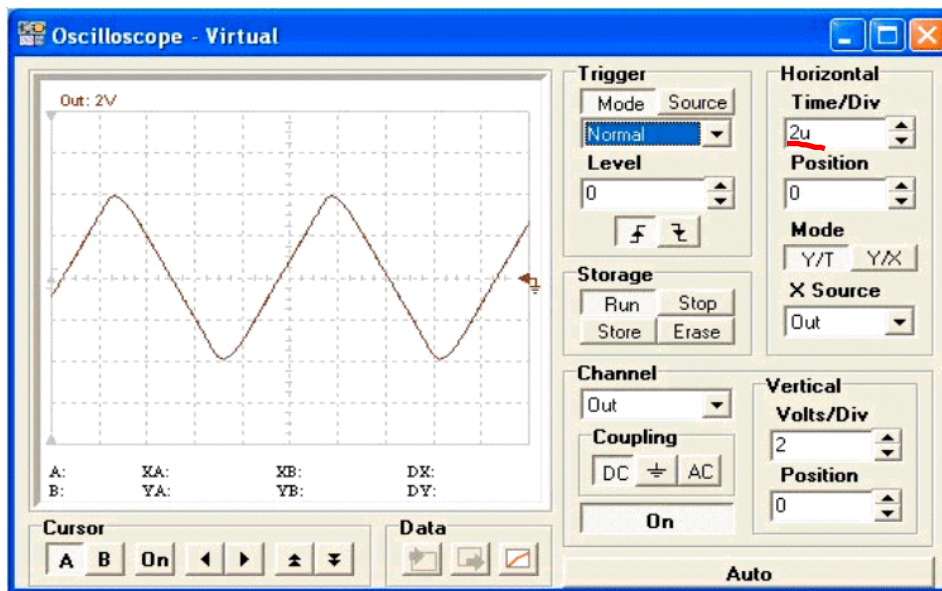 Oscilloscope - Virtual
Out: 2V
A: XA: XB: DX:
B: YA: YB: DY:
Cursor
A B On
Data
Trigger
Mode Source
Normal
Level
0
Storage
Run Stop
Store Erase
Horizontal
Time/Div
2u
Position
0
Mode
Y/T Y/X
X Source
Out
Channel
Out
Coupling
DC AC
On
Vertical
Volts/Div
2
Position
0
Auto